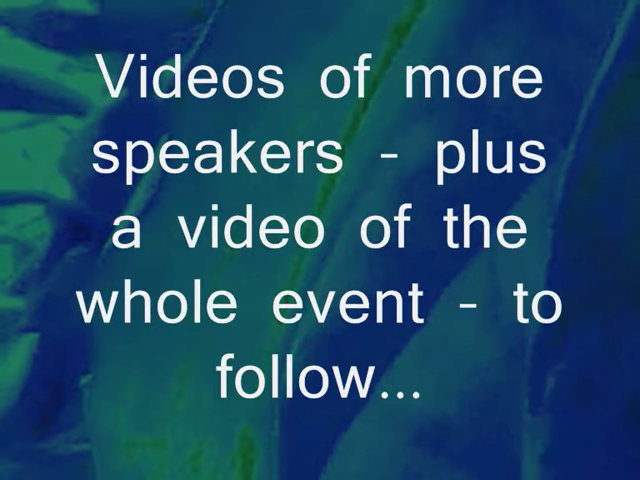 Videos of more
speakers - plus
a video of the
whole event - to
follow...